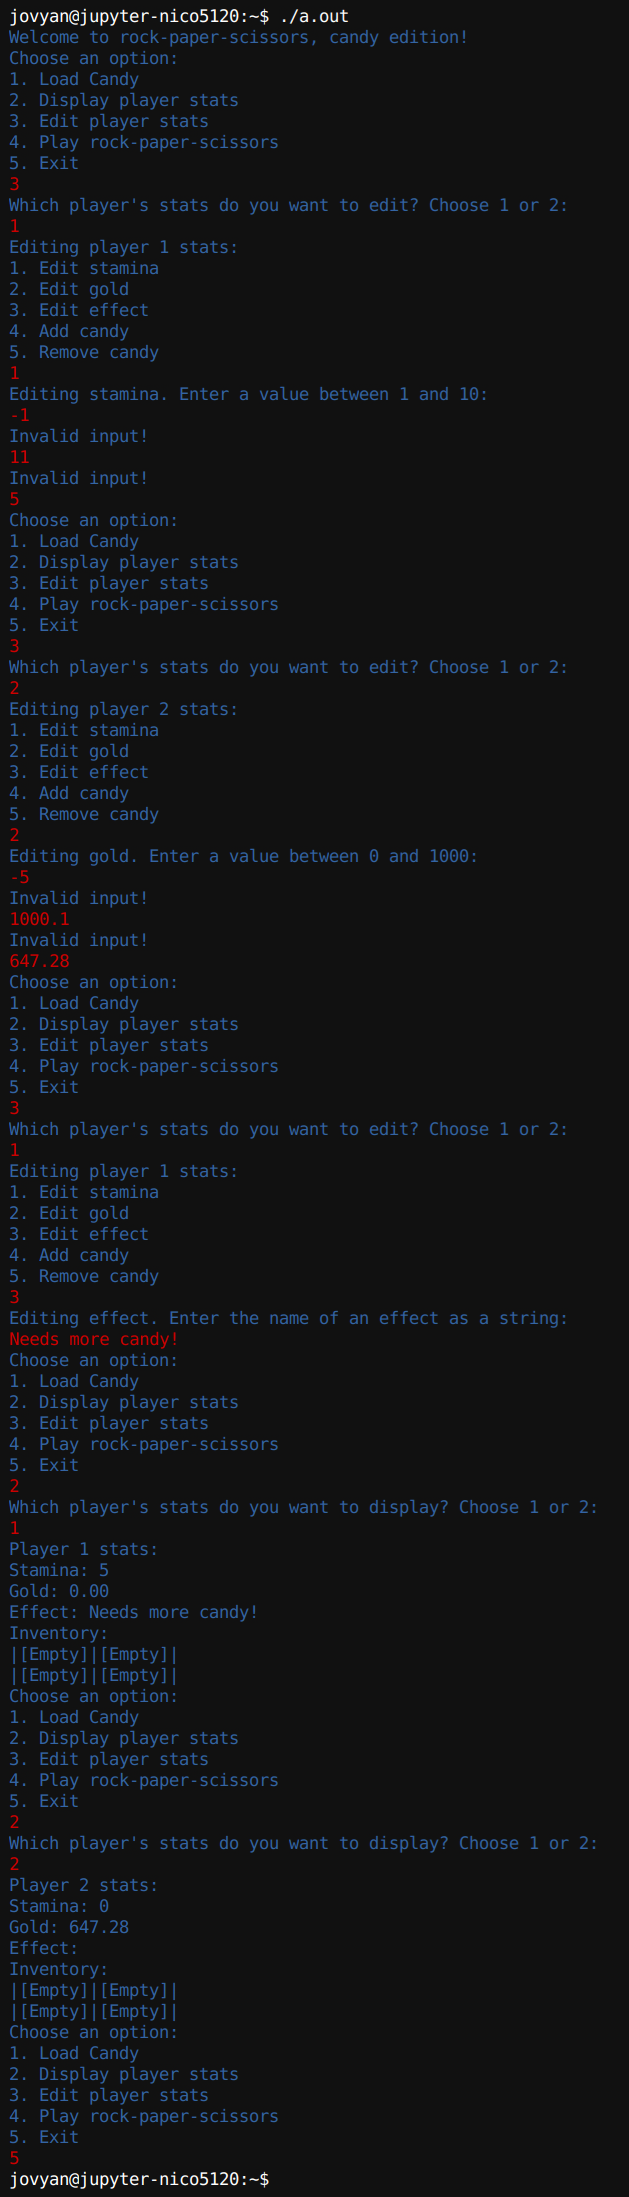 jovyan@jupyter-nico5120:~$ ./a.out
Welcome to rock-paper-scissors, candy edition!
Choose an option:
1. Load Candy
2. Display player stats
3. Edit player stats
4. Play rock-paper-scissors
5. Exit
3
Which player's stats do you want to edit? Choose 1 or 2:
1
Editing player 1 stats:
1. Edit stamina
2. Edit gold
3. Edit effect
4. Add candy
5. Remove candy
1
Editing stamina. Enter a value between 1 and 10:
-1
Invalid input!
11
Invalid input!
5
Choose an option:
1. Load Candy
2. Display player stats
3. Edit player stats
4. Play rock-paper-scissors
5. Exit
3
Which player's stats do you want to edit? Choose 1 or 2:
2
Editing player 2 stats:
1. Edit stamina
2. Edit gold
3. Edit effect
4. Add candy
5. Remove candy
2
Editing gold. Enter a value between 0 and 1000:
-5
Invalid input!
1000.1
Invalid input!
647.28
Choose an option:
1. Load Candy
2. Display player stats
3. Edit player stats
4. Play rock-paper-scissors
5. Exit
3
Which player's stats do you want to edit? Choose 1 or 2:
1
Editing player 1 stats:
1. Edit stamina
2. Edit gold
3. Edit effect
4. Add candy
5. Remove candy
3
Editing effect. Enter the name of an effect as a string:
Needs more candy!
Choose an option:
1. Load Candy
2. Display player stats
3. Edit player stats
4. Play rock-paper-scissors
5. Exit
2
Which player's stats do you want to display? Choose 1 or 2:
1
Player 1 stats:
Stamina: 5
Gold: 0.00
Effect: Needs more candy!
Inventory:
|[Empty]|[Empty]|
|[Empty]|[Empty]|
Choose an option:
1. Load Candy
2. Display player stats
3. Edit player stats
4. Play rock-paper-scissors
5. Exit
2
Which player's stats do you want to display? Choose 1 or 2:
2
Player 2 stats:
Stamina: 0
Gold: 647.28
Effect:
Inventory:
|[Empty]|[Empty]|
|[Empty]|[Empty]|
Choose an option:
1. Load Candy
2. Display player stats
3. Edit player stats
4. Play rock-paper-scissors
5. Exit
5
jovyan@jupyter-nico5120:~$